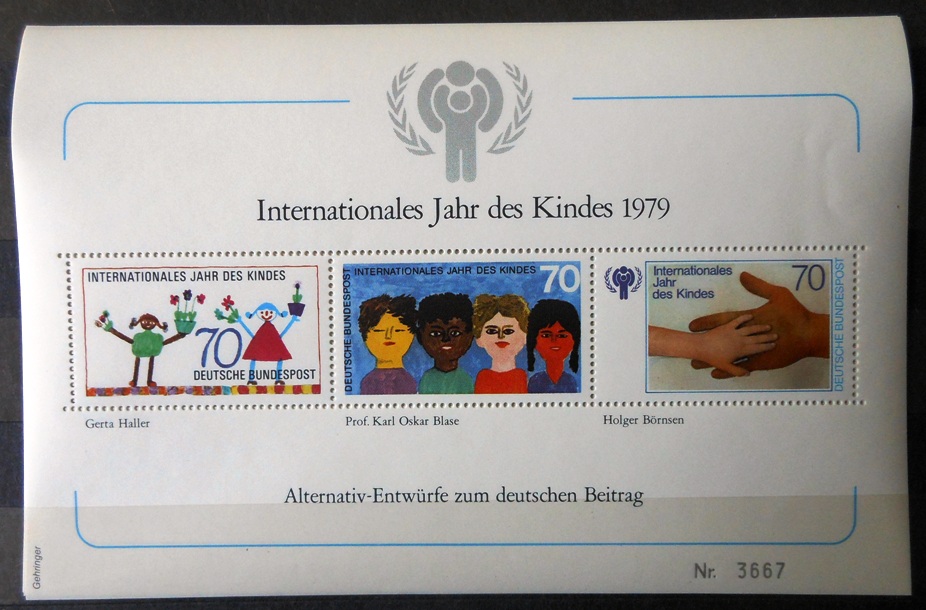 Internationales Jahr des Kindes 1979
INTERNATIONALES JAHR DES KINDES
70
DEUTSCHE BUNDESPOST
Gerta Haller
DEUTSCHE BUNDESPOST
INTERNATIONALES JAHR DES KINDES
70
Prof. Karl Oskar Blase
Internationales
Jahr
des Kindes
70
DEUTSCHE BUNDESPOST
Holger Börnsen
Alternativ-Entwürfe zum deutschen Beitrag
Gehringer
Nr. 3667